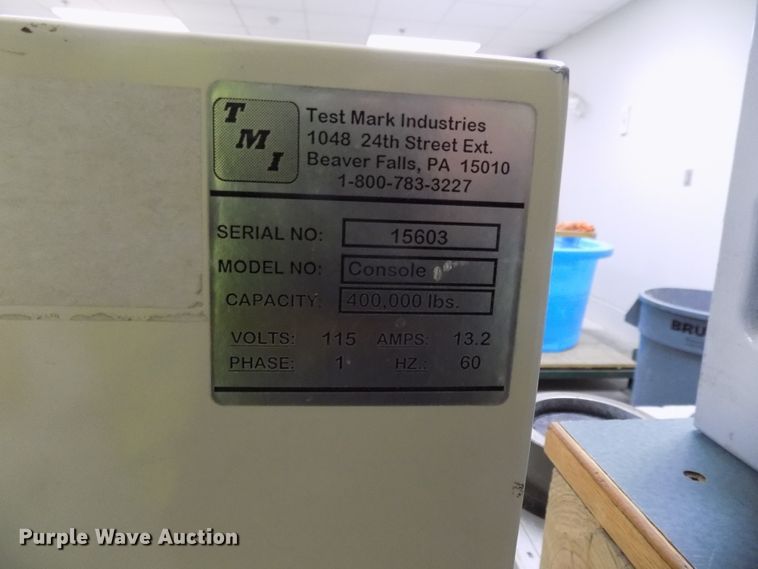 TMI
Test Mark Industries
1048 24th Street Ext.
Beaver Falls, PA 15010
1-800-783-3227
SERIAL NO: 15603
MODEL NO: Console
CAPACITY: 400,000 lbs.
VOLTS: 115 AMPS: 13.2
PHASE: 1 HZ.: 60
BRU
Purple Wave Auction